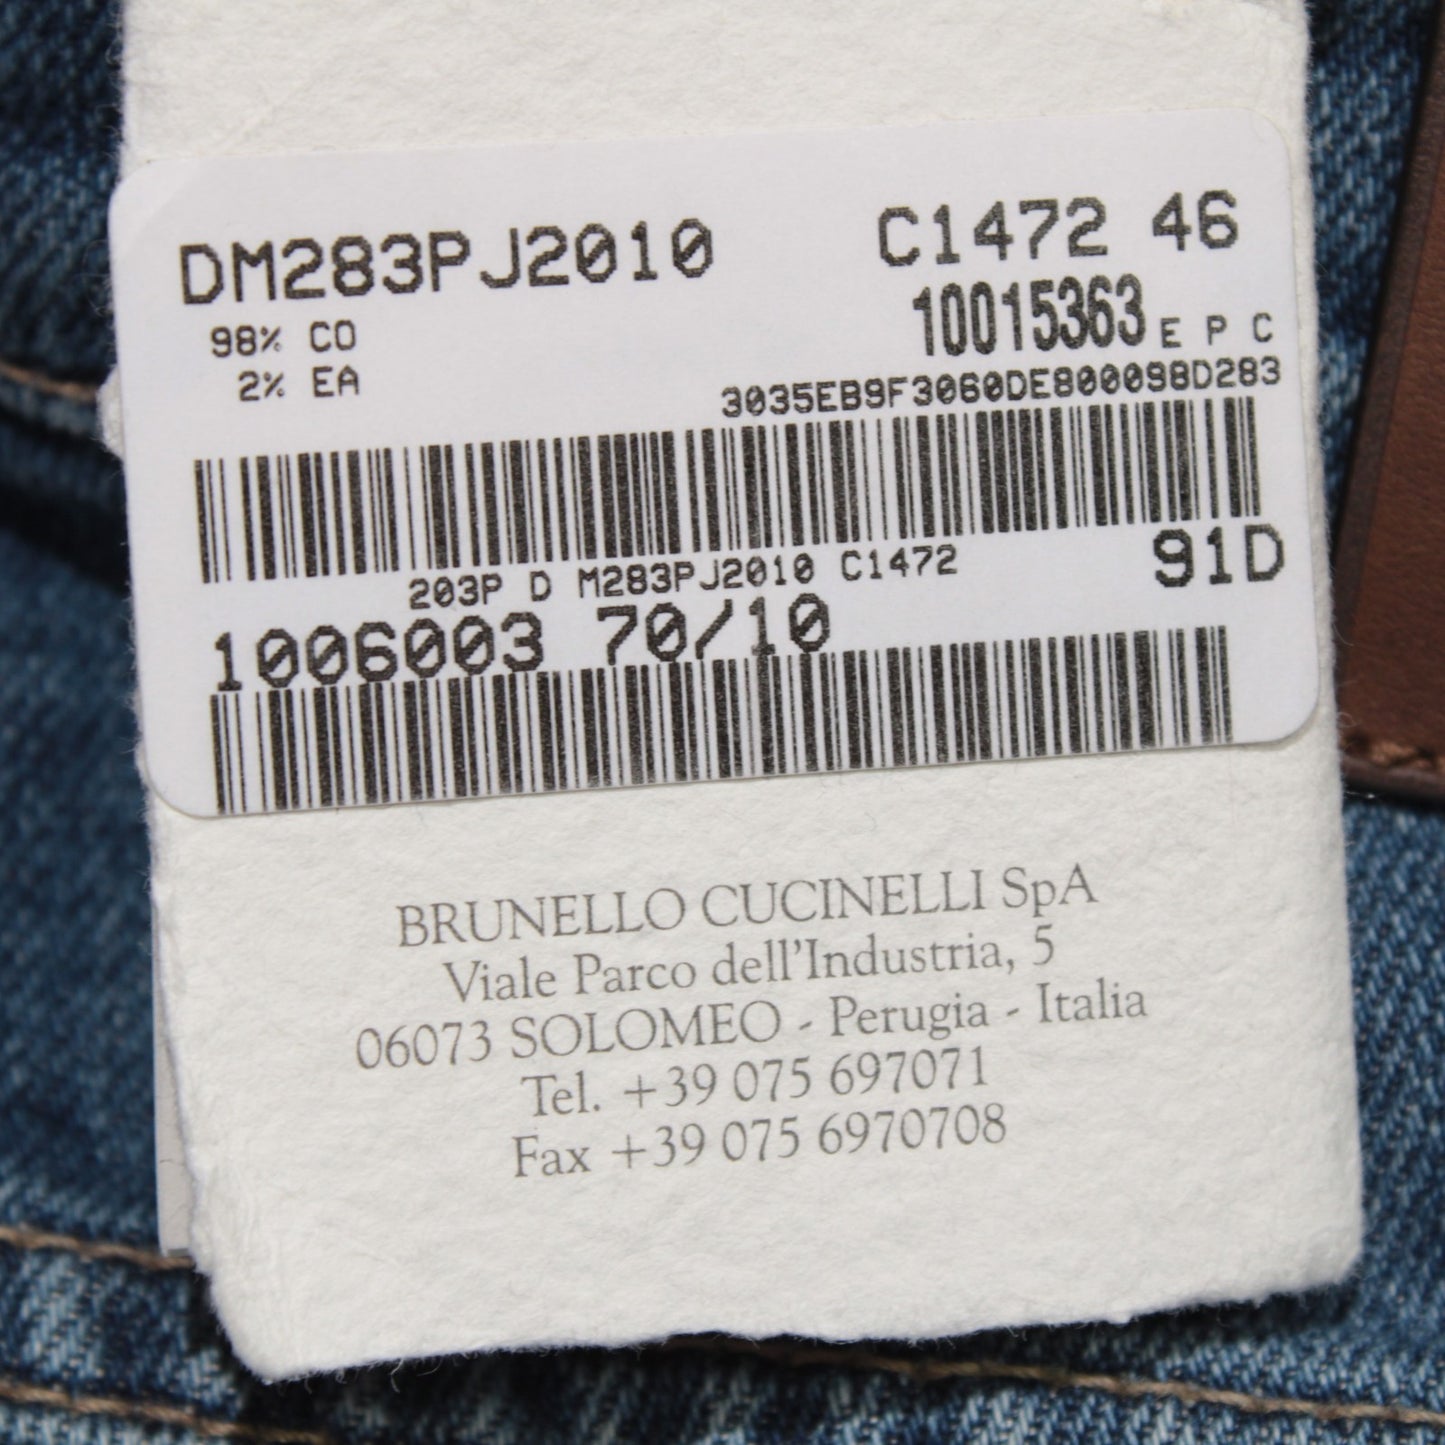 DM283PJ2010 C1472 46
98% CO 10015363 E P C
2% EA 3035EB9F3060DE800098D283
203P D M283PJ2010 C1472 91D
1006003 70/10
BRUNELLO CUCINELLI SpA
Viale Parco dell'Industria, 5
06073 SOLOMEO - Perugia - Italia
Tel. +39 075 697071
Fax +39 075 6970708